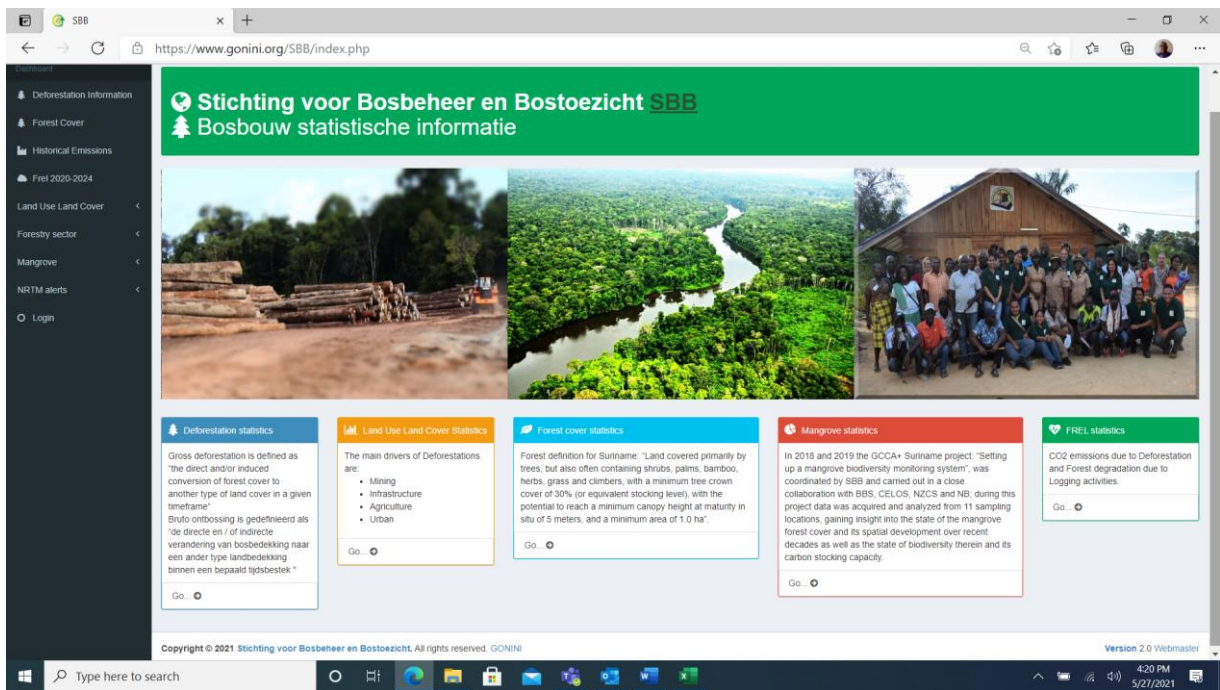 SBB
https://www.gonini.org/SBB/index.php
Dashboard
Deforestation Information
Forest Cover
Historical Emissions
Frel 2020-2024
Land Use Land Cover
Forestry sector
Mangrove
NRTM alerts
Login
Stichting voor Bosbeheer en Bostoezicht SBB
Bosbouw statistische informatie
Deforestation statistics
Gross deforestation is defined as
"the direct and/or induced
conversion of forest cover to
another type of land cover in a given
timeframe"
Bruto ontbossing is gedefinieerd als
"de directe en / of indirecte
verandering van bosbedekking naar
een ander type landbedekking
binnen een bepaald tijdsbestek "
Go...
Land Use Land Cover Statistics
The main drivers of Deforestations
are:
• Mining
• Infrastructure
• Agriculture
• Urban
Go...
Forest cover statistics
Forest definition for Suriname: "Land covered primarily by
trees, but also often containing shrubs, palms, bamboo,
herbs, grass and climbers, with a minimum tree crown
cover of 30% (or equivalent stocking level), with the
potential to reach a minimum canopy height at maturity in
situ of 5 meters, and a minimum area of 1.0 ha".
Go...
Mangrove statistics
In 2018 and 2019 the GCCA+ Suriname project: "Setting
up a mangrove biodiversity monitoring system", was
coordinated by SBB and carried out in a close
collaboration with BBS, CELOS, NZCS and NB; during this
project data was acquired and analyzed from 11 sampling
locations, gaining insight into the state of the mangrove
forest cover and its spatial development over recent
decades as well as the state of biodiversity therein and its
carbon stocking capacity.
Go...
FREL statistics
CO2 emissions due to Deforestation
and Forest degradation due to
Logging activities.
Go...
Copyright © 2021 Stichting voor Bosbeheer en Bostoezicht. All rights reserved. GONINI
Version 2.0 Webmaster
Type here to search
4:20 PM
5/27/2021